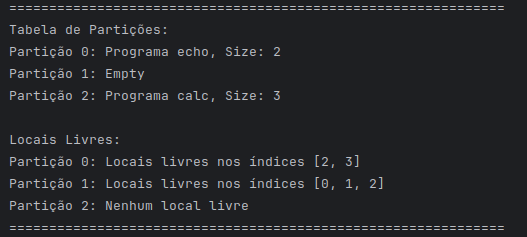 ==============================================================
Tabela de Partições:
Partição 0: Programa echo, Size: 2
Partição 1: Empty
Partição 2: Programa calc, Size: 3
Locais Livres:
Partição 0: Locais livres nos índices [2, 3]
Partição 1: Locais livres nos índices [0, 1, 2]
Partição 2: Nenhum local livre
==============================================================